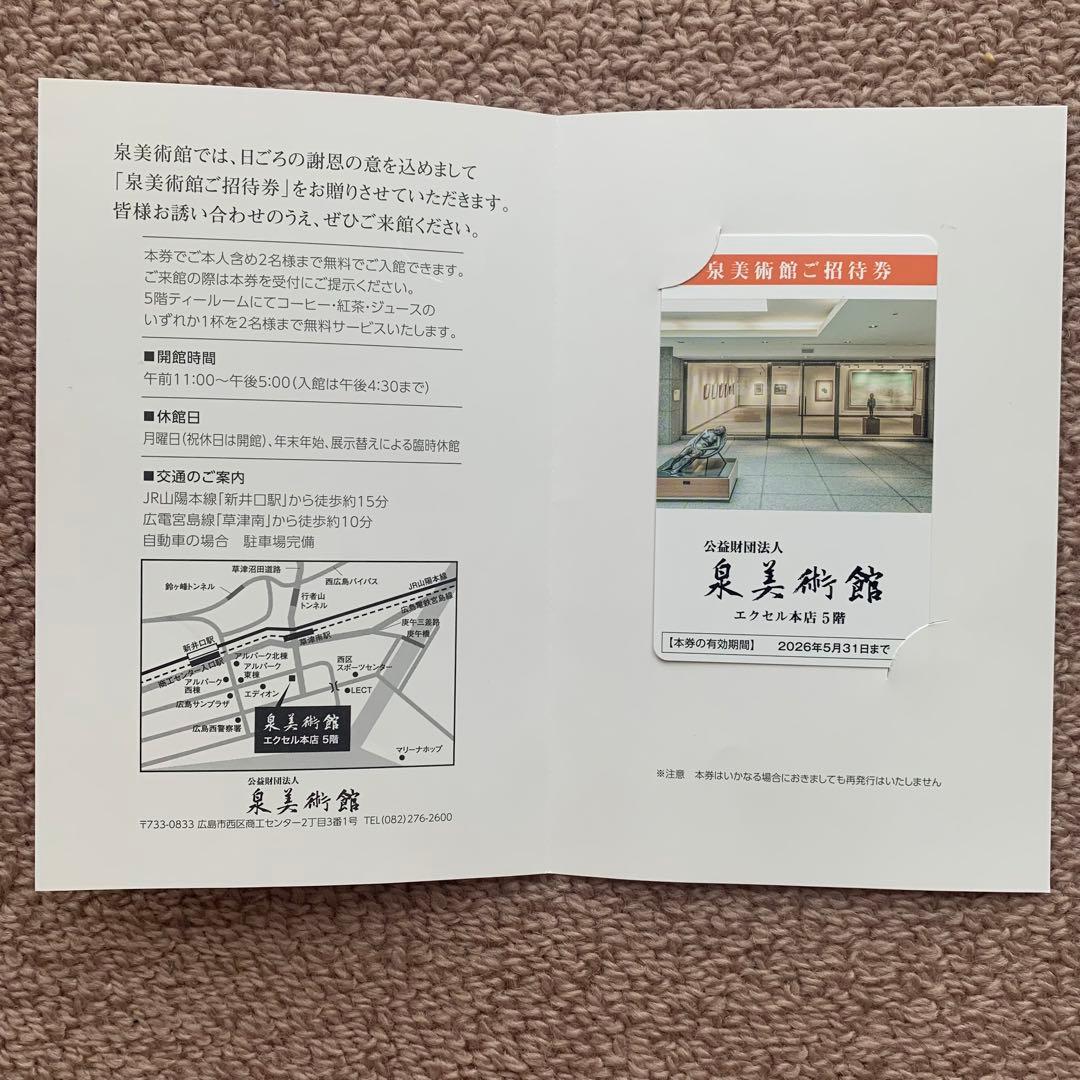 泉美術館では、日ごろの謝恩の意を込めまして
「泉美術館ご招待券」をお贈りさせていただきます。
皆様お誘い合わせのうえ、ぜひご来館ください。
本券でご本人含め2名様まで無料でご入館できます。
ご来館の際は本券を受付にご提示ください。
5階ティールームにてコーヒー・紅茶・ジュースの
いずれか1杯を2名様まで無料サービスいたします。
■開館時間
午前11:00〜午後5:00(入館は午後4:30まで)
■休館日
月曜日(祝休日は開館)、年末年始、展示替えによる臨時休館
■交通のご案内
JR山陽本線「新井口駅」から徒歩約15分
広電宮島線「草津南」から徒歩約10分
自動車の場合　駐車場完備
草津沼田道路
西広島バイパス
鈴ヶ峰トンネル
行者山
トンネル
JR山陽本線
広島電鉄宮島線
庚午三差路
庚午橋
新井口駅
草津南駅
商工センター入口駅
アルパーク北棟
アルパーク
東棟
アルパーク
西棟
エディオン
西区
スポーツセンター
LECT
広島サンプラザ
広島西警察署
泉美術館
エクセル本店 5階
マリーナホップ
公益財団法人
泉美術館
〒733-0833 広島市西区商工センター2丁目3番1号 TEL(082)276-2600
泉美術館ご招待券
公益財団法人
泉美術館
エクセル本店 5階
【本券の有効期間】　2026年5月31日まで
※注意　本券はいかなる場合におきましても再発行はいたしません